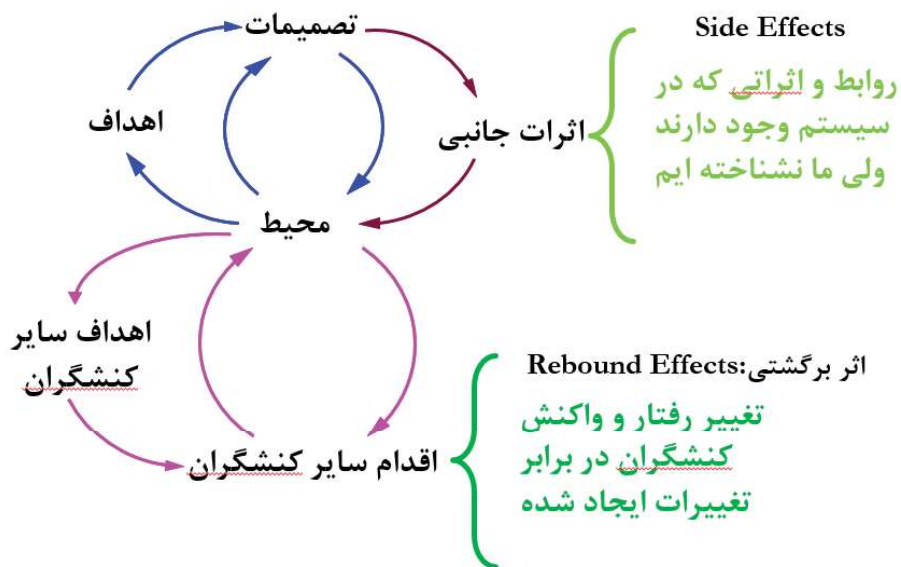 تصمیمات
Side Effects
روابط و اثراتی که در
سیستم وجود دارند
ولی ما نشناخته ایم
اهداف
اثرات جانبی
محیط
اهداف سایر
کنشگران
اثر برگشتی:Rebound Effects
تغییر رفتار و واکنش
کنشگران در برابر
تغییرات ایجاد شده
اقدام سایر کنشگران